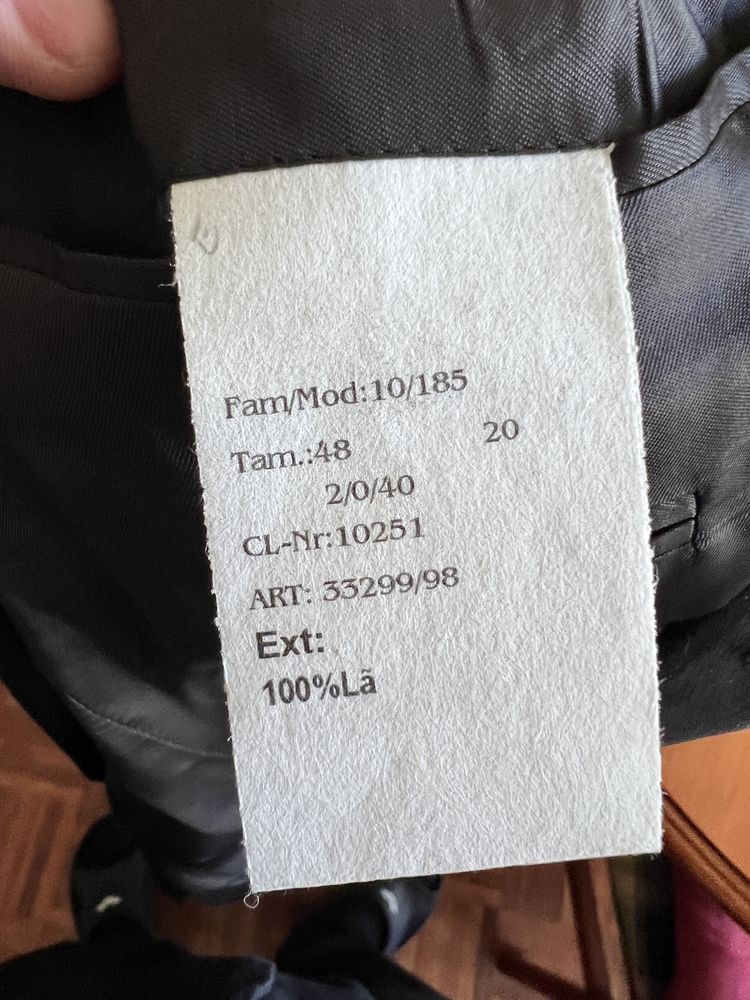 Fam/Mod:10/185
Tam.:48 20
2/0/40
CL-Nr:10251
ART: 33299/98
Ext:
100%Lã